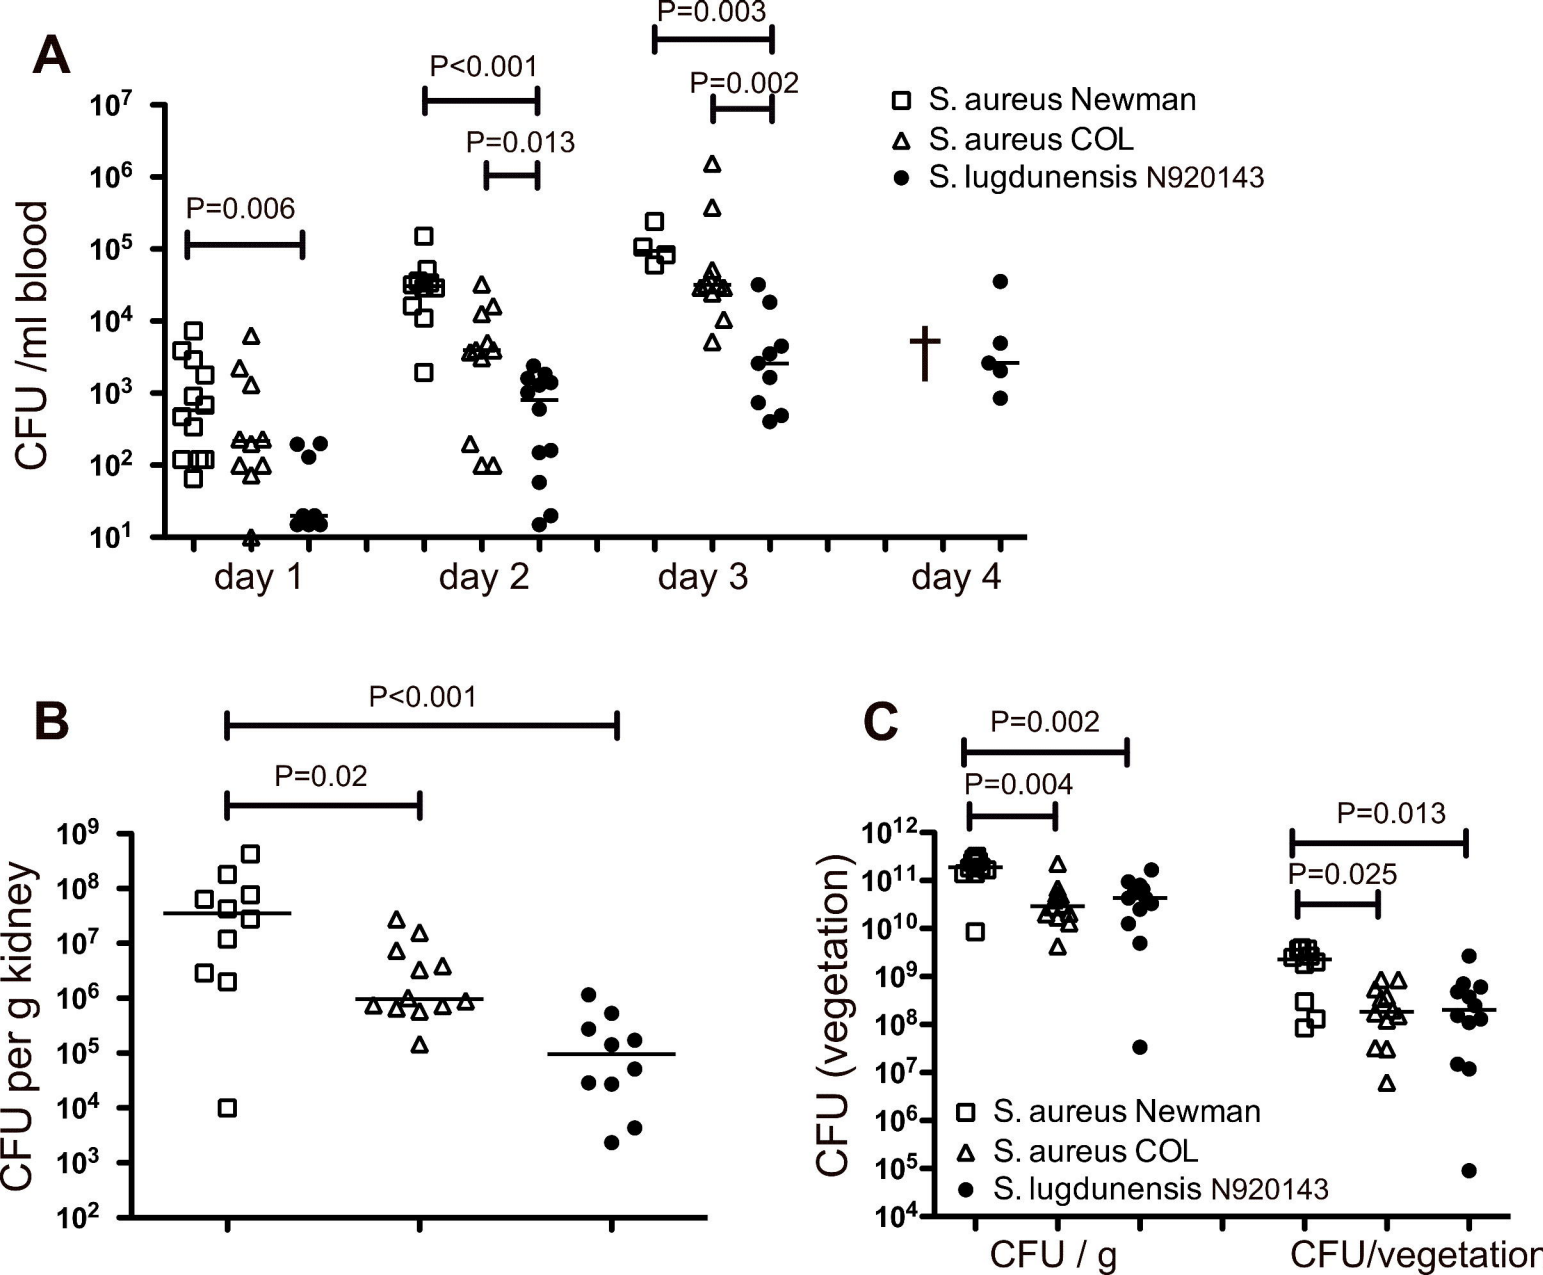 A
P=0.003
P<0.001
P=0.002
P=0.013
P=0.006
S. aureus Newman
S. aureus COL
S. lugdunensis N920143
CFU /ml blood
10⁷
10⁶
10⁵
10⁴
10³
10²
10¹
day 1
day 2
day 3
day 4
†
B
P<0.001
P=0.02
CFU per g kidney
10⁹
10⁸
10⁷
10⁶
10⁵
10⁴
10³
10²
C
P=0.002
P=0.004
P=0.013
P=0.025
CFU (vegetation)
10¹²
10¹¹
10¹⁰
10⁹
10⁸
10⁷
10⁶
10⁵
10⁴
S. aureus Newman
S. aureus COL
S. lugdunensis N920143
CFU / g
CFU/vegetation